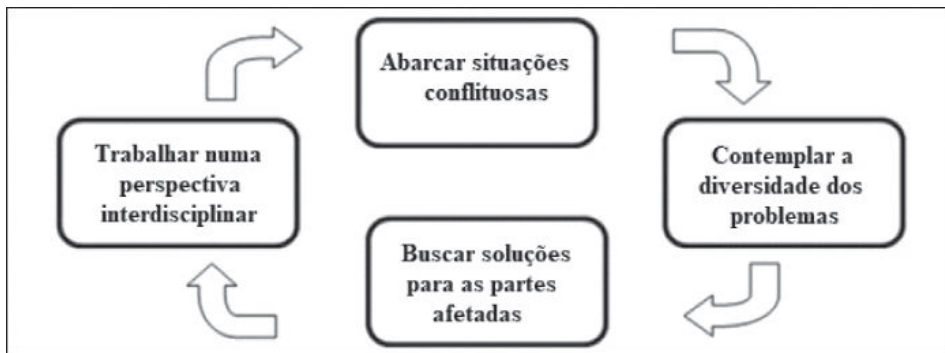 Abarcar situações
conflituosas
Contemplar a
diversidade dos
problemas
Buscar soluções
para as partes
afetadas
Trabalhar numa
perspectiva
interdisciplinar